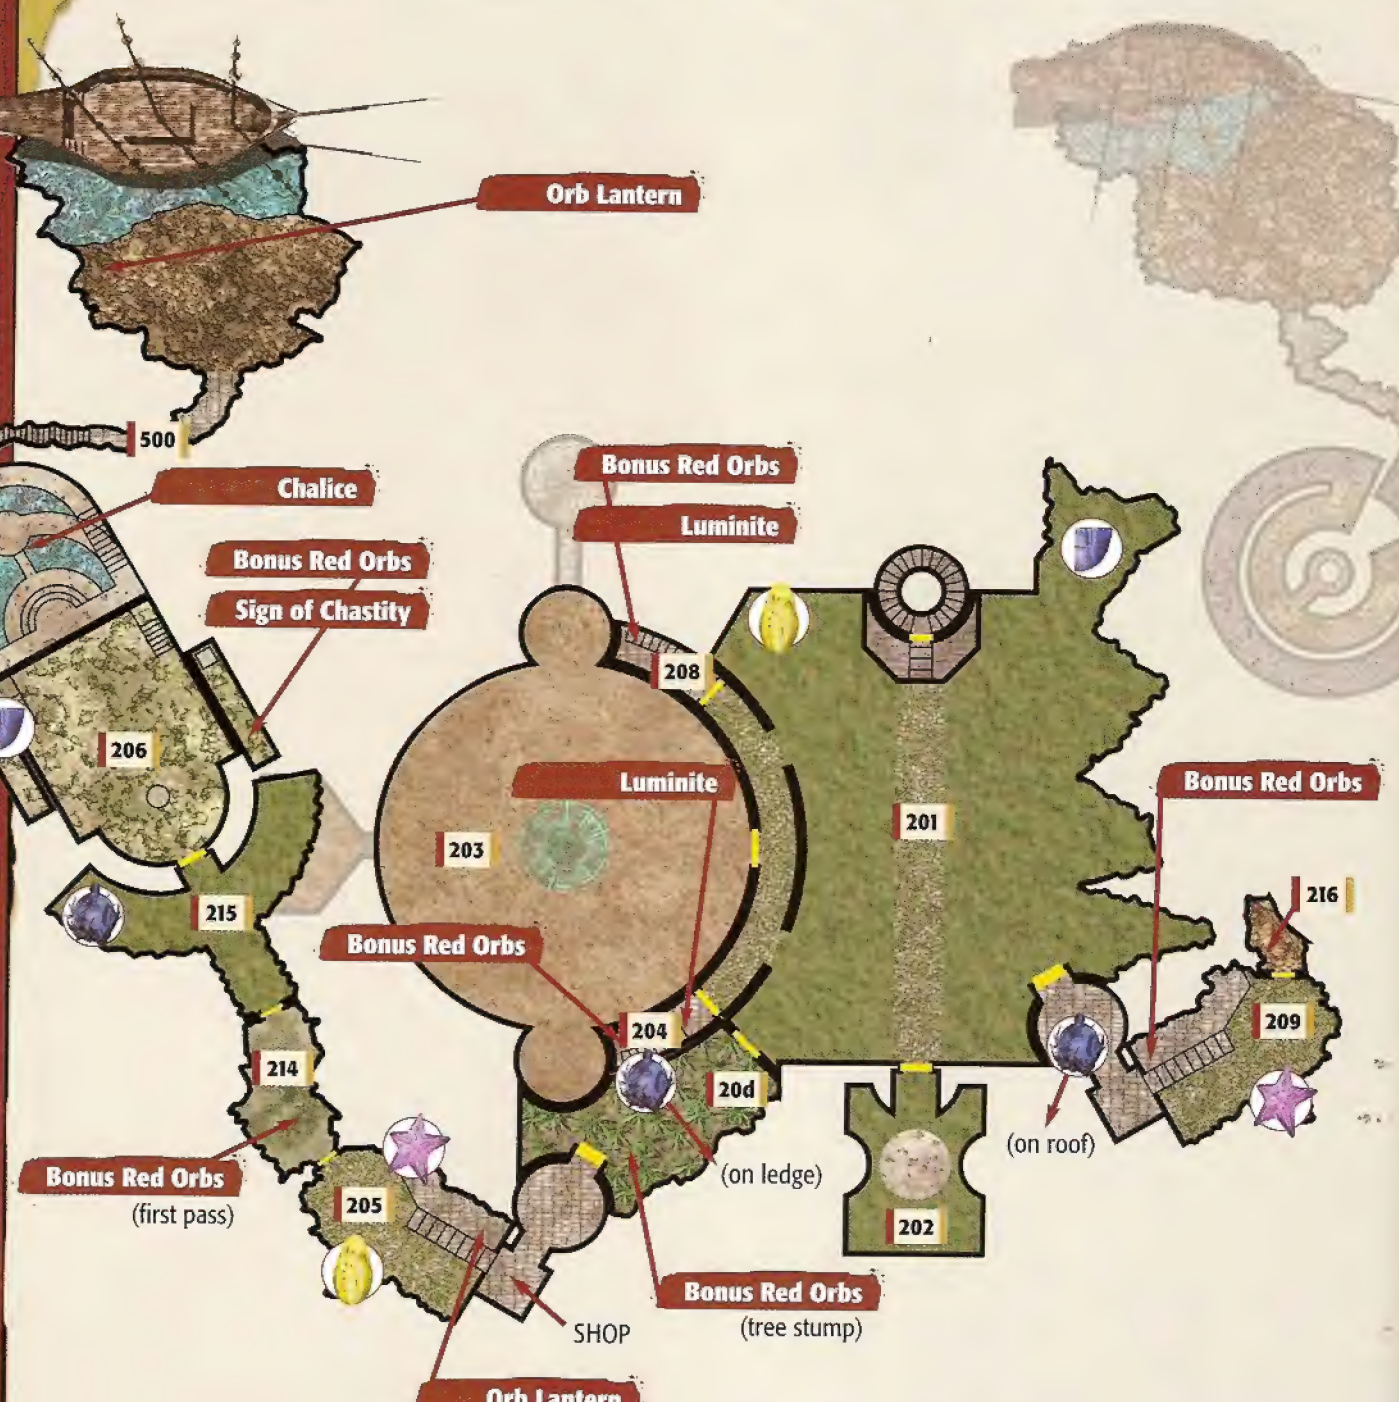 Orb Lantern
500
Bonus Red Orbs
Chalice
Luminite
Bonus Red Orbs
Sign of Chastity
208
206
Luminite
Bonus Red Orbs
201
203
216
215
Bonus Red Orbs
204
209
214
20d
(on roof)
Bonus Red Orbs
(first pass)
(on ledge)
205
202
Bonus Red Orbs
(tree stump)
SHOP
Orb Lantern